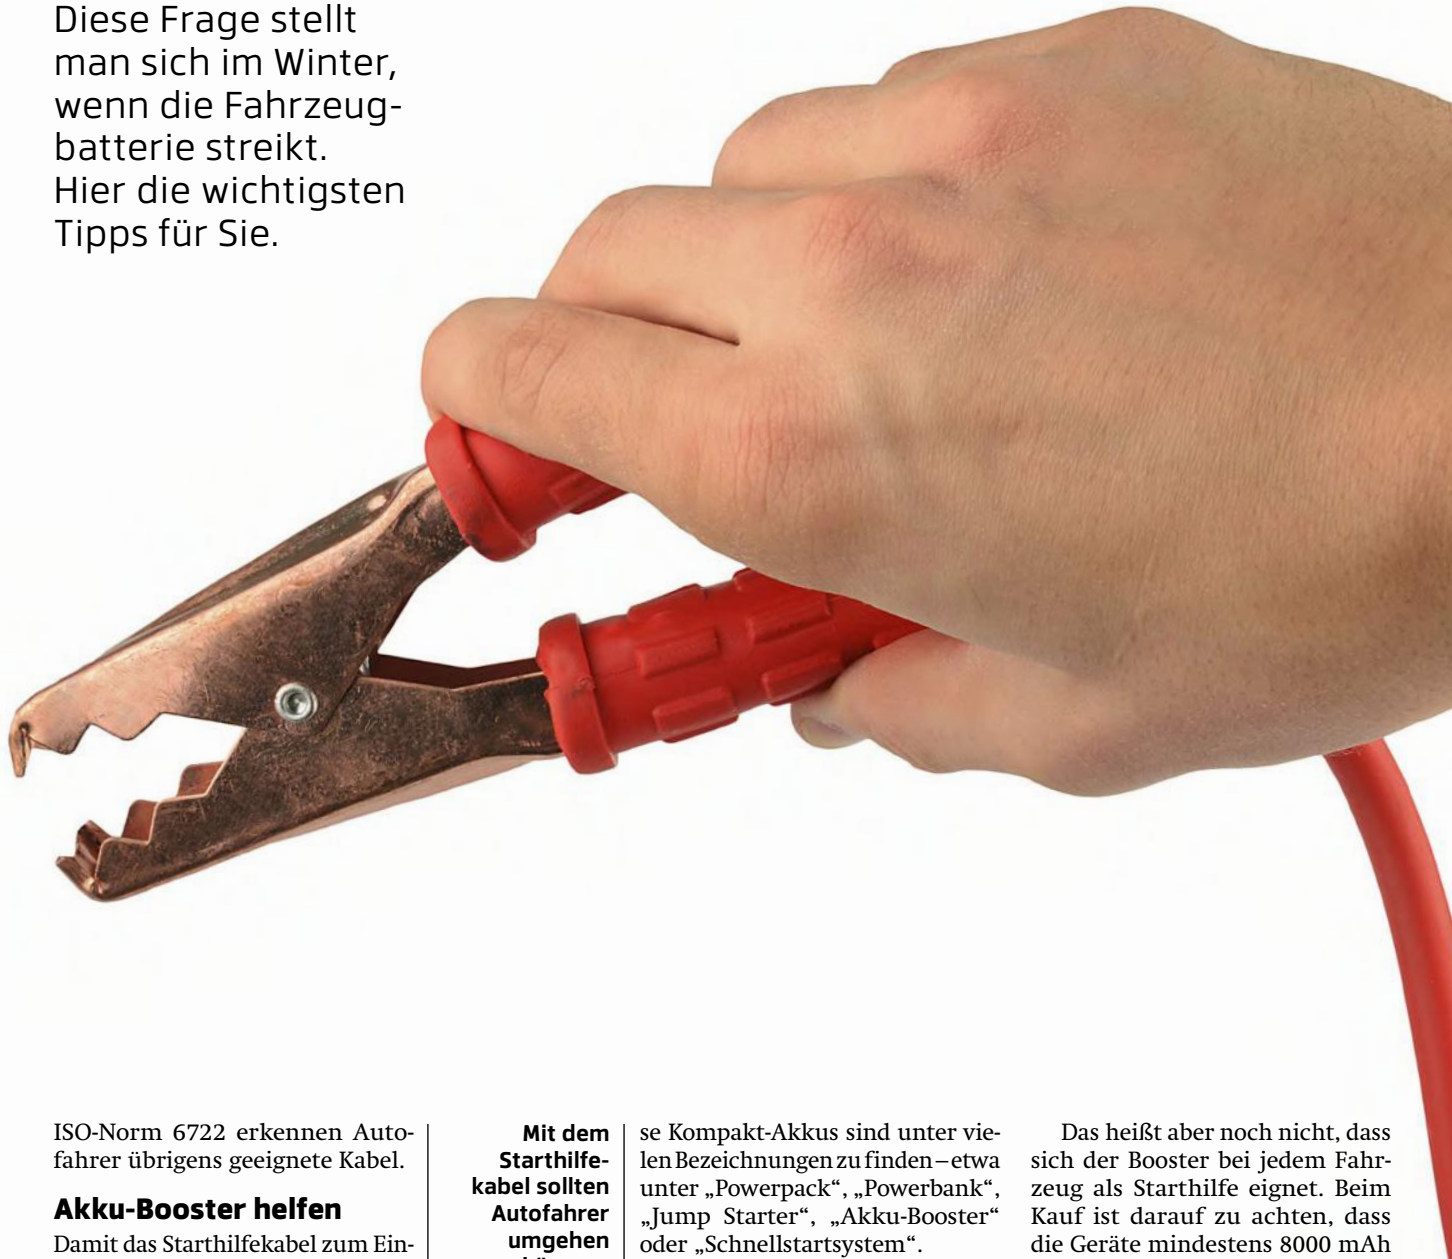 Diese Frage stellt
man sich im Winter,
wenn die Fahrzeug-
batterie streikt.
Hier die wichtigsten
Tipps für Sie.
ISO-Norm 6722 erkennen Auto-
fahrer übrigens geeignete Kabel.
Akku-Booster helfen
Damit das Starthilfekabel zum Ein-
Mit dem
Starthilfe-
kabel sollten
Autofahrer
umgehen
se Kompakt-Akkus sind unter vie-
len Bezeichnungen zu finden – etwa
unter „Powerpack“, „Powerbank“,
„Jump Starter“, „Akku-Booster“
oder „Schnellstartsystem“.
Das heißt aber noch nicht, dass
sich der Booster bei jedem Fahr-
zeug als Starthilfe eignet. Beim
Kauf ist darauf zu achten, dass
die Geräte mindestens 8000 mAh